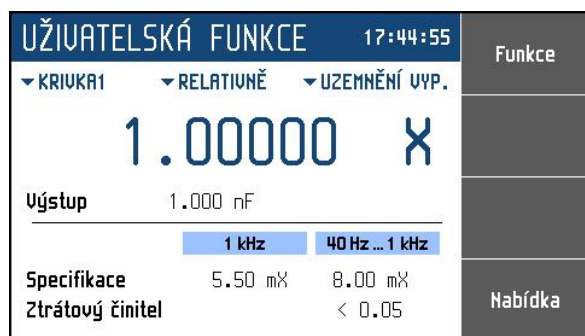 UŽIVATELSKÁ FUNKCE 17:44:55
Funkce
KRIVKA1 RELATIVNĚ UZEMNĚNÍ VYP.
1.00000 X
Výstup 1.000 nF
1 kHz 40 Hz ... 1 kHz
Specifikace 5.50 mX 8.00 mX
Ztrátový činitel < 0.05
Nabídka